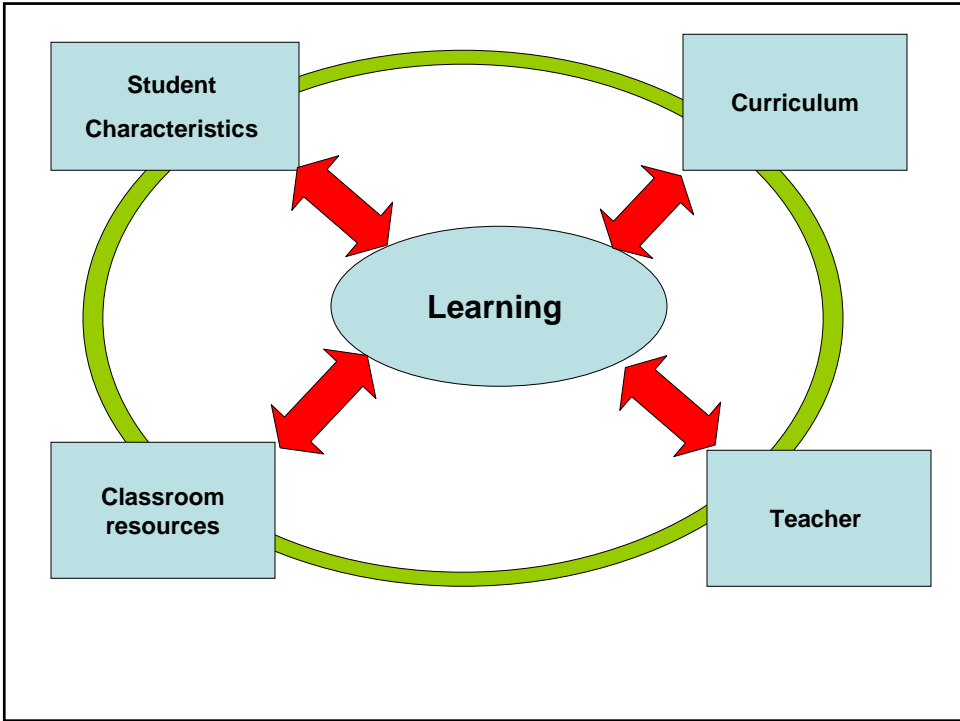 Student
Characteristics
Curriculum
Learning
Classroom
resources
Teacher